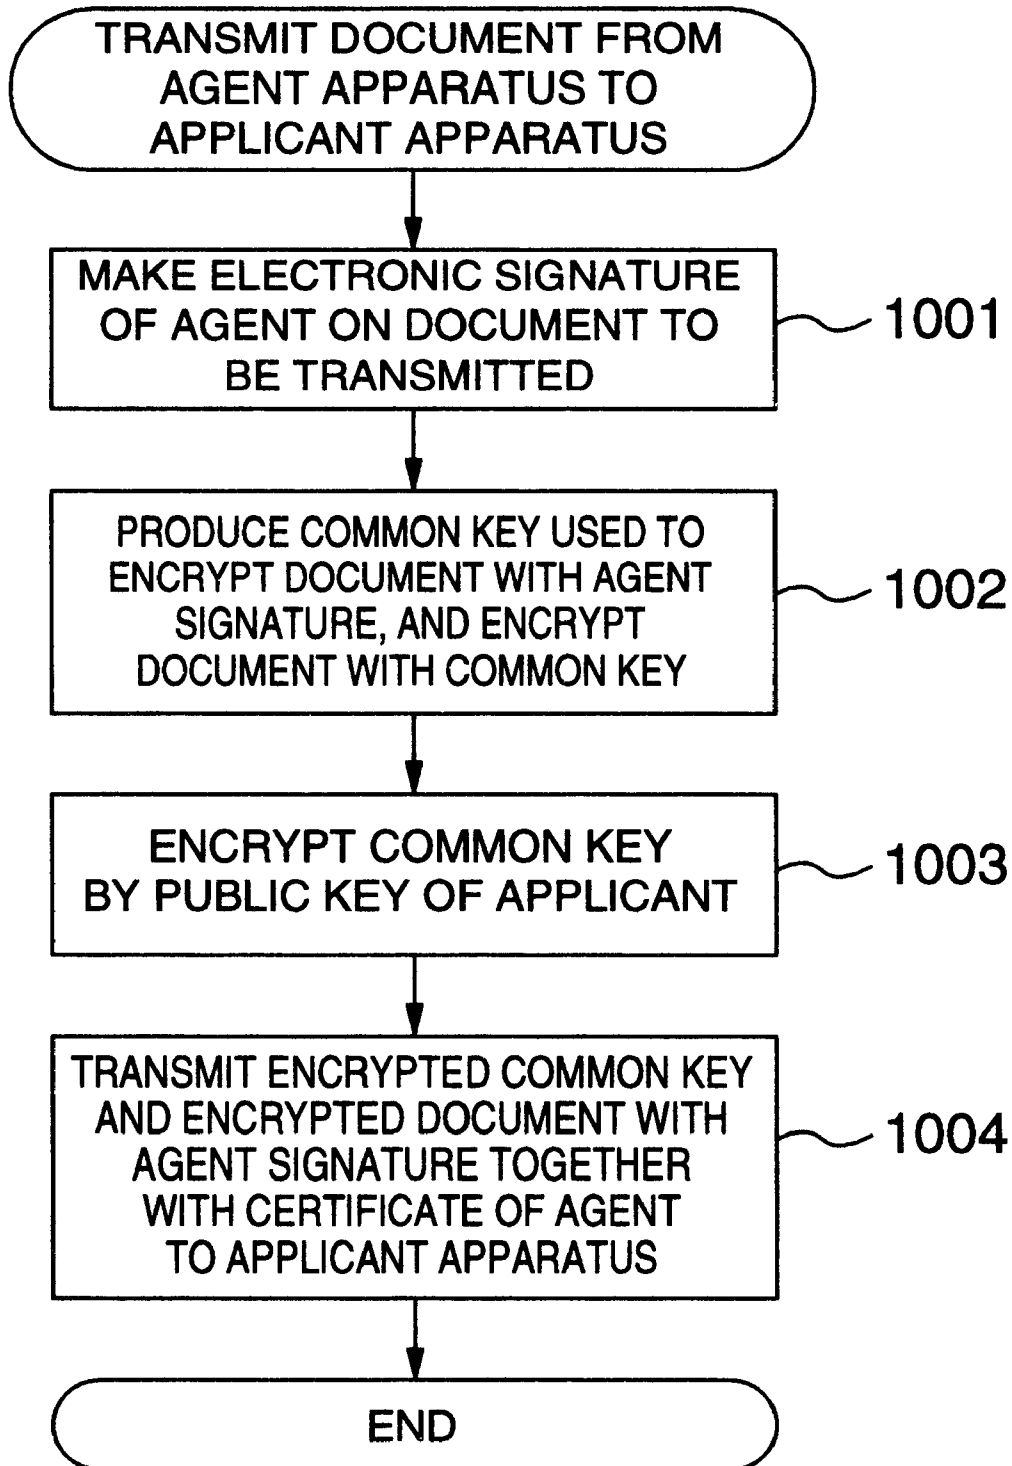 TRANSMIT DOCUMENT FROM
AGENT APPARATUS TO
APPLICANT APPARATUS
MAKE ELECTRONIC SIGNATURE
OF AGENT ON DOCUMENT TO
BE TRANSMITTED
1001
PRODUCE COMMON KEY USED TO
ENCRYPT DOCUMENT WITH AGENT
SIGNATURE, AND ENCRYPT
DOCUMENT WITH COMMON KEY
1002
ENCRYPT COMMON KEY
BY PUBLIC KEY OF APPLICANT
1003
TRANSMIT ENCRYPTED COMMON KEY
AND ENCRYPTED DOCUMENT WITH
AGENT SIGNATURE TOGETHER
WITH CERTIFICATE OF AGENT
TO APPLICANT APPARATUS
1004
END